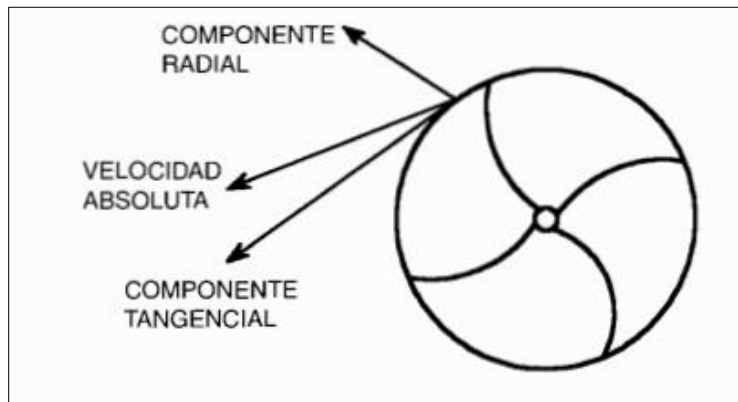 COMPONENTE
RADIAL
VELOCIDAD
ABSOLUTA
COMPONENTE
TANGENCIAL